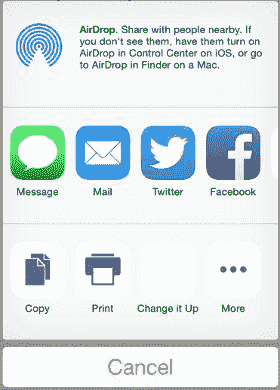 AirDrop. Share with people nearby. If
you don't see them, have them turn on
AirDrop in Control Center on iOS, or go
to AirDrop in Finder on a Mac.
Message Mail Twitter Facebook
Copy Print Change it Up More
Cancel